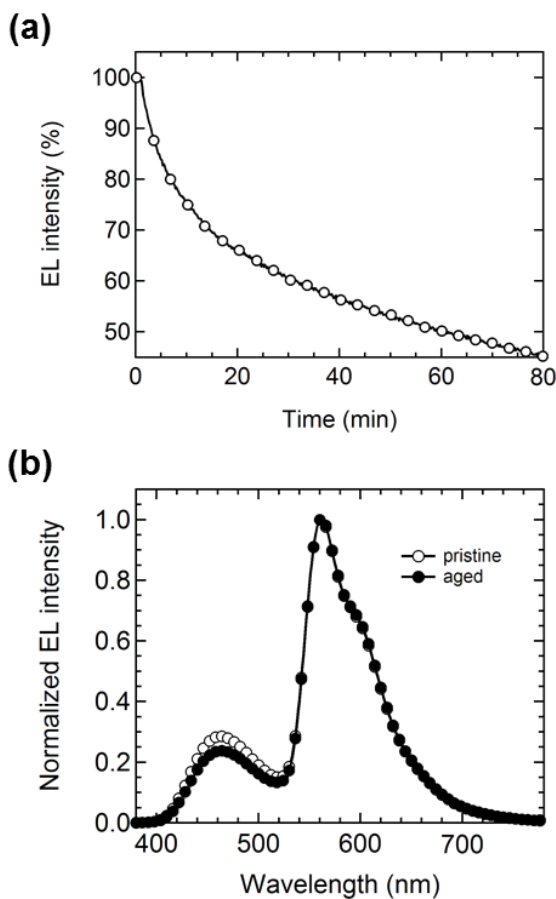 (a)
EL intensity (%)
100
90
80
70
60
50
0 20 40 60 80
Time (min)
(b)
Normalized EL intensity
1.0
0.8
0.6
0.4
0.2
0.0
pristine
aged
400 500 600 700
Wavelength (nm)